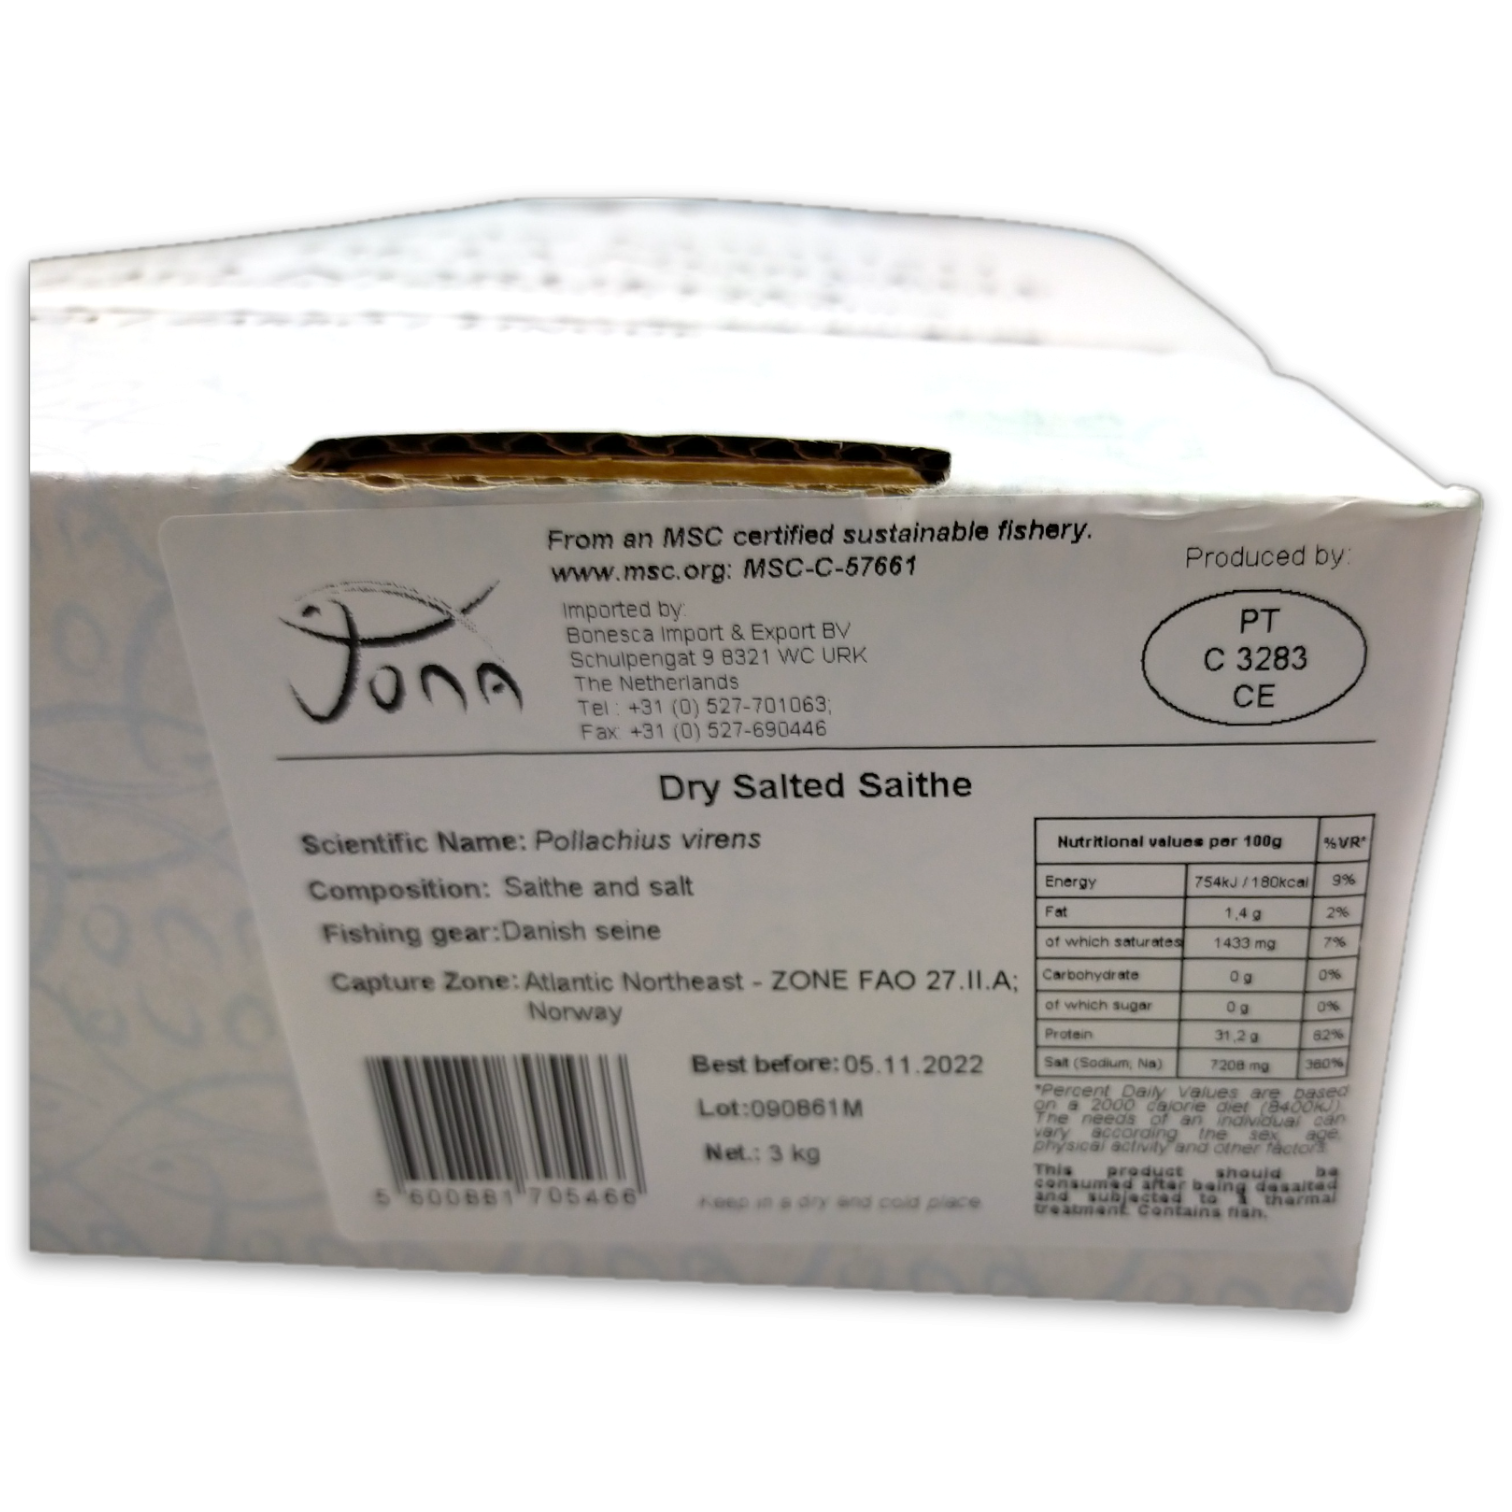 From an MSC certified sustainable fishery.
www.msc.org: MSC-C-57661
Imported by:
Bonesca Import & Export BV
Schulpengat 9 8321 WC URK
The Netherlands
Tel : +31 (0) 527-701063;
Fax: +31 (0) 527-690446
Jona
Produced by:
PT
C 3283
CE
Dry Salted Saithe
Scientific Name: Pollachius virens
Composition: Saithe and salt
Fishing gear:Danish seine
Capture Zone: Atlantic Northeast - ZONE FAO 27.II.A;
Norway
Best before: 05.11.2022
Lot:090861M
Net.: 3 kg
Keep in a dry and cold place
5 600881 705466
Nutritional values per 100g %VR*
Energy 754kJ / 180kcal 9%
Fat 1,4 g 2%
of which saturates 1433 mg 7%
Carbohydrate 0 g 0%
of which sugar 0 g 0%
Protein 31,2 g 62%
Salt (Sodium; Na) 7208 mg 360%
*Percent Daily Values are based
on a 2000 calorie diet (8400kJ).
The needs of an individual can
vary according the sex, age,
physical activity and other factors.
This product should be
consumed after being desalted
and subjected to a thermal
treatment. Contains fish.